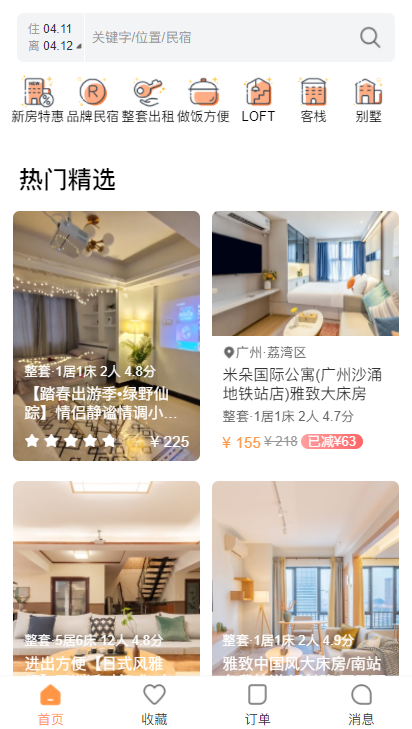 住 04.11
离 04.12
关键字/位置/民宿
新房特惠 品牌民宿 整套出租 做饭方便 LOFT 客栈 别墅
热门精选
整套·1居1床 2人 4.8分
【踏春出游季•绿野仙
踪】情侣静谧情调小...
¥ 225
广州·荔湾区
米朵国际公寓(广州沙涌
地铁站店)雅致大床房
整套·1居1床 2人 4.7分
¥ 155 ¥ 218 已减¥63
整套·5居6床 12人 4.8分
进出方便【日式风雅
整套·1居1床 2人 4.9分
雅致中国风大床房/南站
首页 收藏 订单 消息